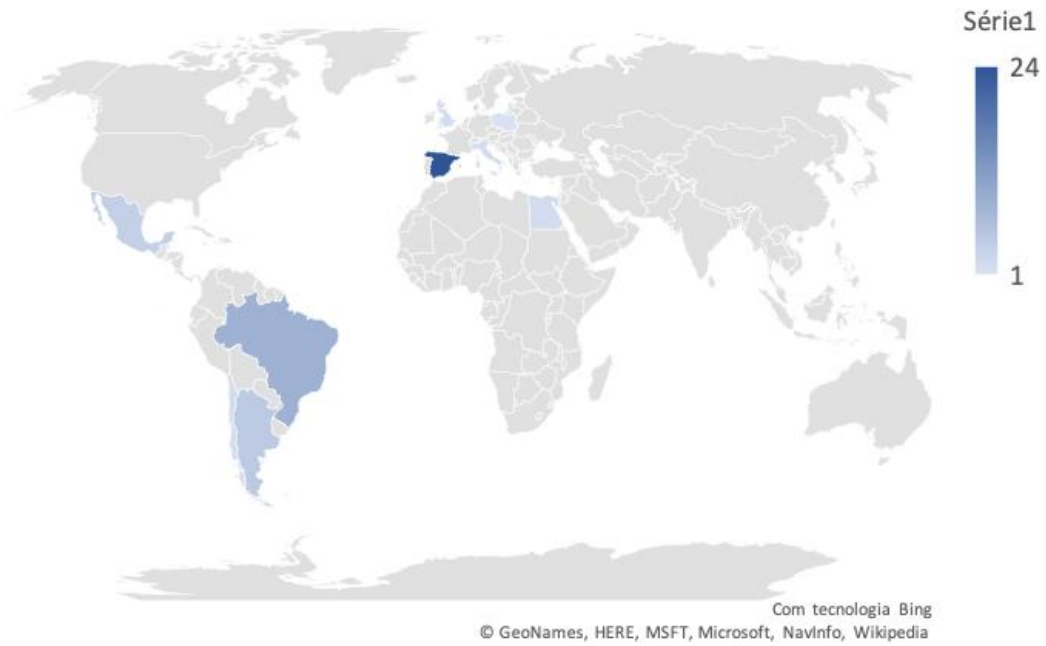 Série1
24
1
Com tecnologia Bing
© GeoNames, HERE, MSFT, Microsoft, NavInfo, Wikipedia